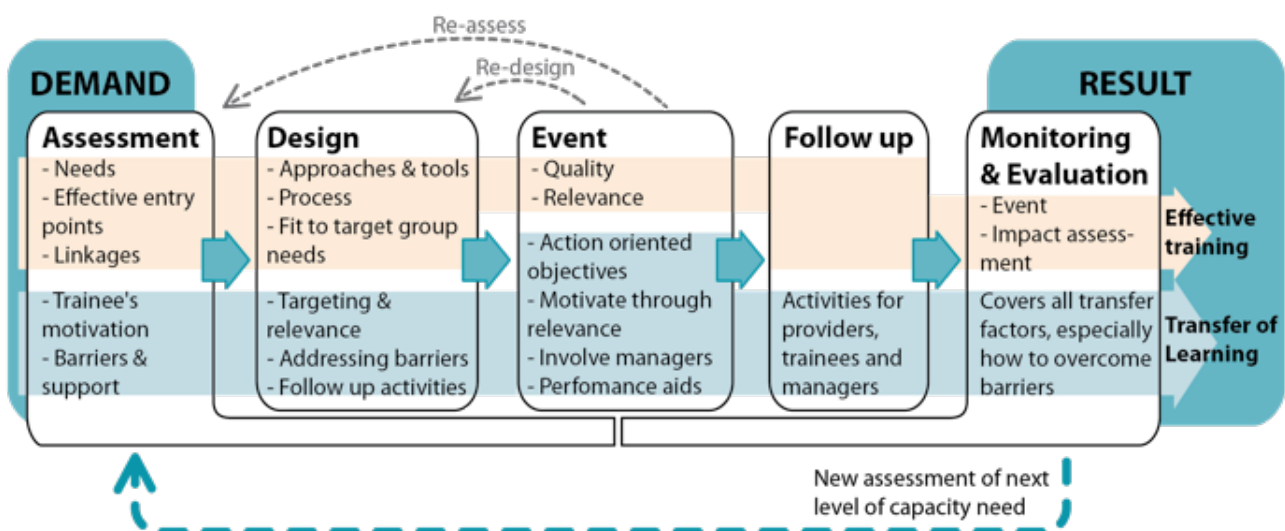 Re-assess
Re-design
DEMAND
RESULT
Assessment
- Needs
- Effective entry
points
- Linkages
- Trainee's
motivation
- Barriers &
support
Design
- Approaches & tools
- Process
- Fit to target group
needs
- Targeting &
relevance
- Addressing barriers
- Follow up activities
Event
- Quality
- Relevance
- Action oriented
objectives
- Motivate through
relevance
- Involve managers
- Perfomance aids
Follow up
Activities for
providers,
trainees and
managers
Monitoring
& Evaluation
- Event
- Impact assess-
ment
Covers all transfer
factors, especially
how to overcome
barriers
Effective
training
Transfer of
Learning
New assessment of next
level of capacity need